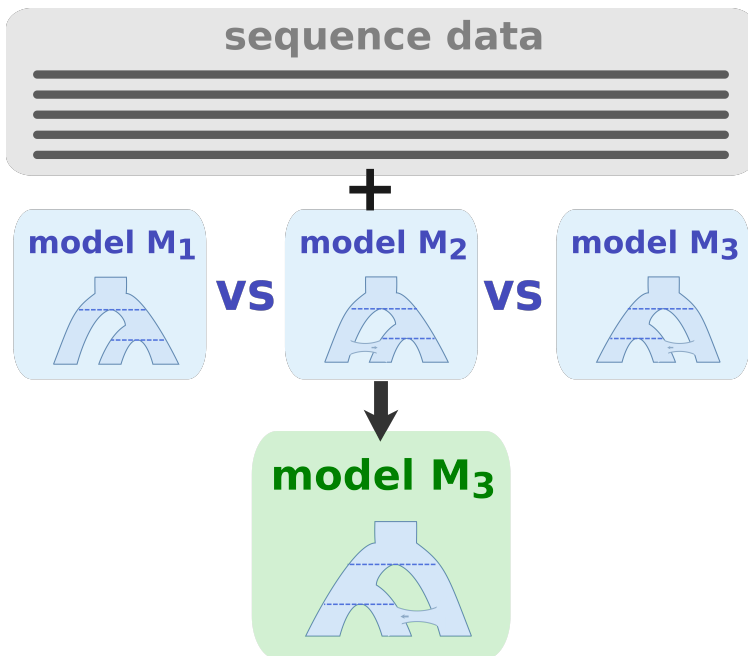 sequence data
+
model M₁
vs
model M₂
vs
model M₃
model M₃